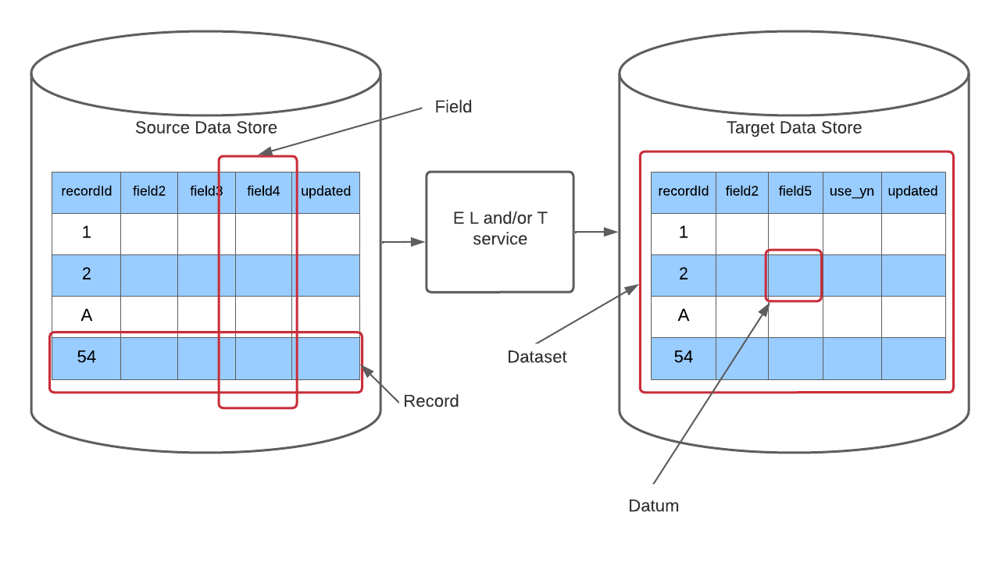 Field
Source Data Store
recordId field2 field3 field4 updated
1
2
A
54
Record
E L and/or T
service
Target Data Store
recordId field2 field5 use_yn updated
1
2
A
54
Dataset
Datum